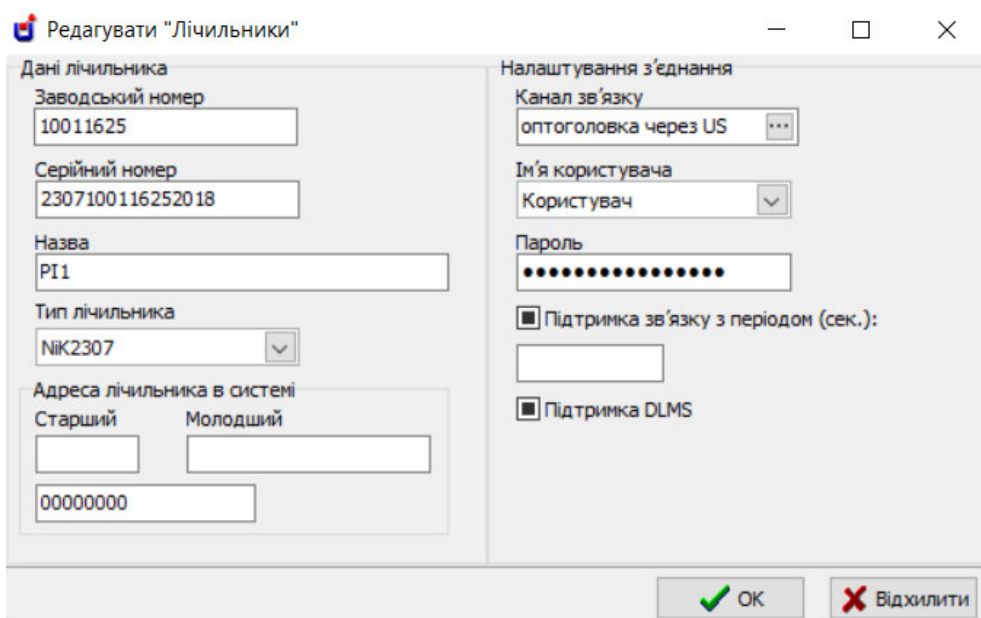 Редагувати "Лічильники"
Дані лічильника
Заводський номер
10011625
Серійний номер
2307100116252018
Назва
РІ1
Тип лічильника
NiK2307
Адреса лічильника в системі
Старший Молодший
00000000
Налаштування з'єднання
Канал зв'язку
оптоголовка через US
Ім'я користувача
Користувач
Пароль
Підтримка зв'язку з періодом (сек.):
Підтримка DLMS
OK
Відхилити